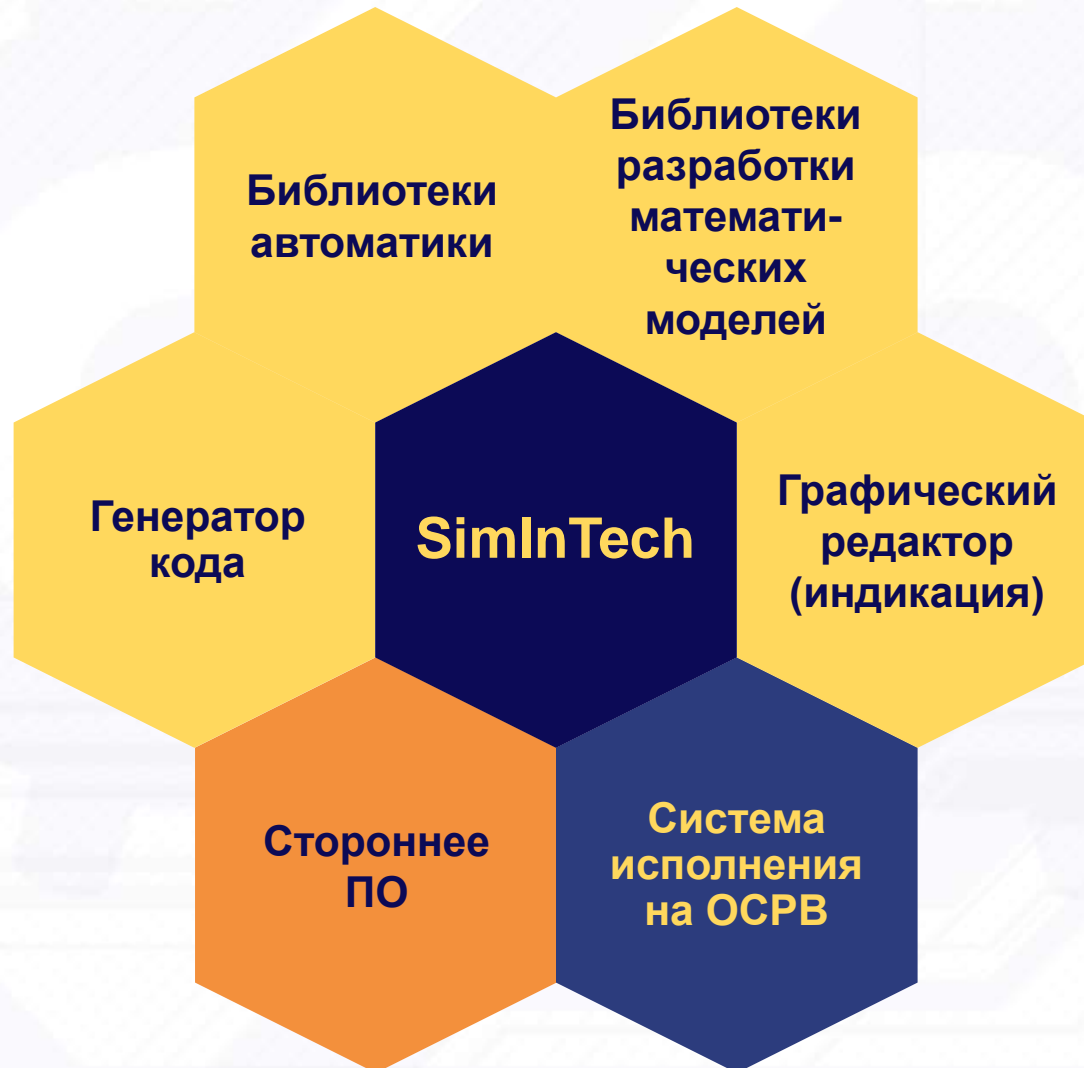 Библиотеки
автоматики
Библиотеки
разработки
математи-
ческих
моделей
Генератор
кода
SimInTech
Графический
редактор
(индикация)
Стороннее
ПО
Система
исполнения
на ОСРВ